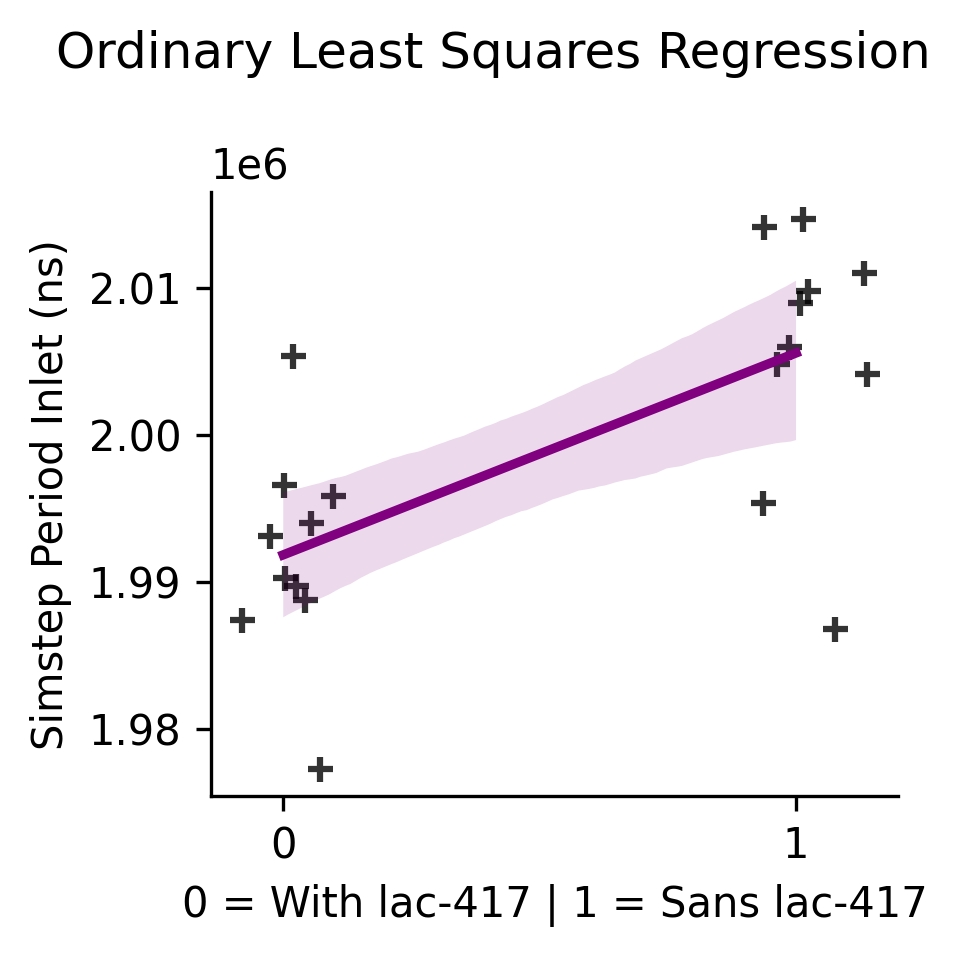 Ordinary Least Squares Regression
1e6
Simstep Period Inlet (ns)
2.01
2.00
1.99
1.98
0 1
0 = With lac-417 | 1 = Sans lac-417